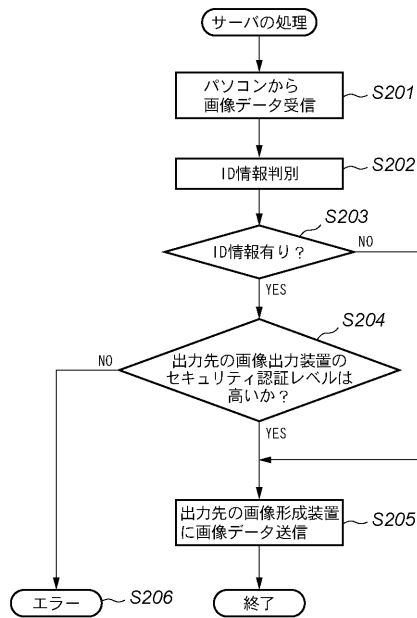 サーバの処理
パソコンから
画像データ受信
S201
ID情報判別
S202
S203
ID情報有り？
NO
YES
S204
NO
出力先の画像出力装置の
セキュリティ認証レベルは
高いか？
YES
出力先の画像形成装置
に画像データ送信
S205
エラー
S206
終了